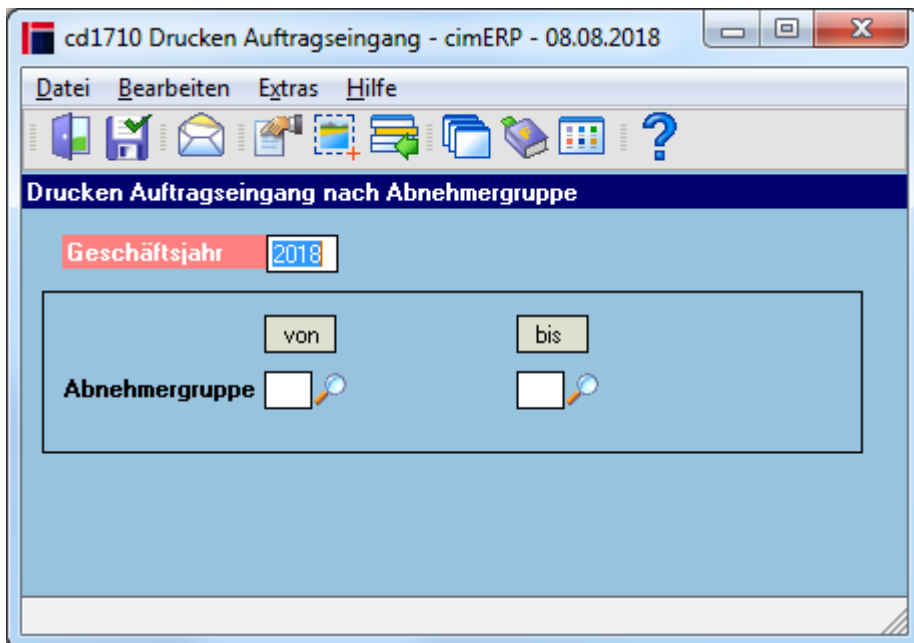 cd1710 Drucken Auftragseingang - cimERP - 08.08.2018
Datei Bearbeiten Extras Hilfe
Drucken Auftragseingang nach Abnehmergruppe
Geschäftsjahr 2018
von bis
Abnehmergruppe